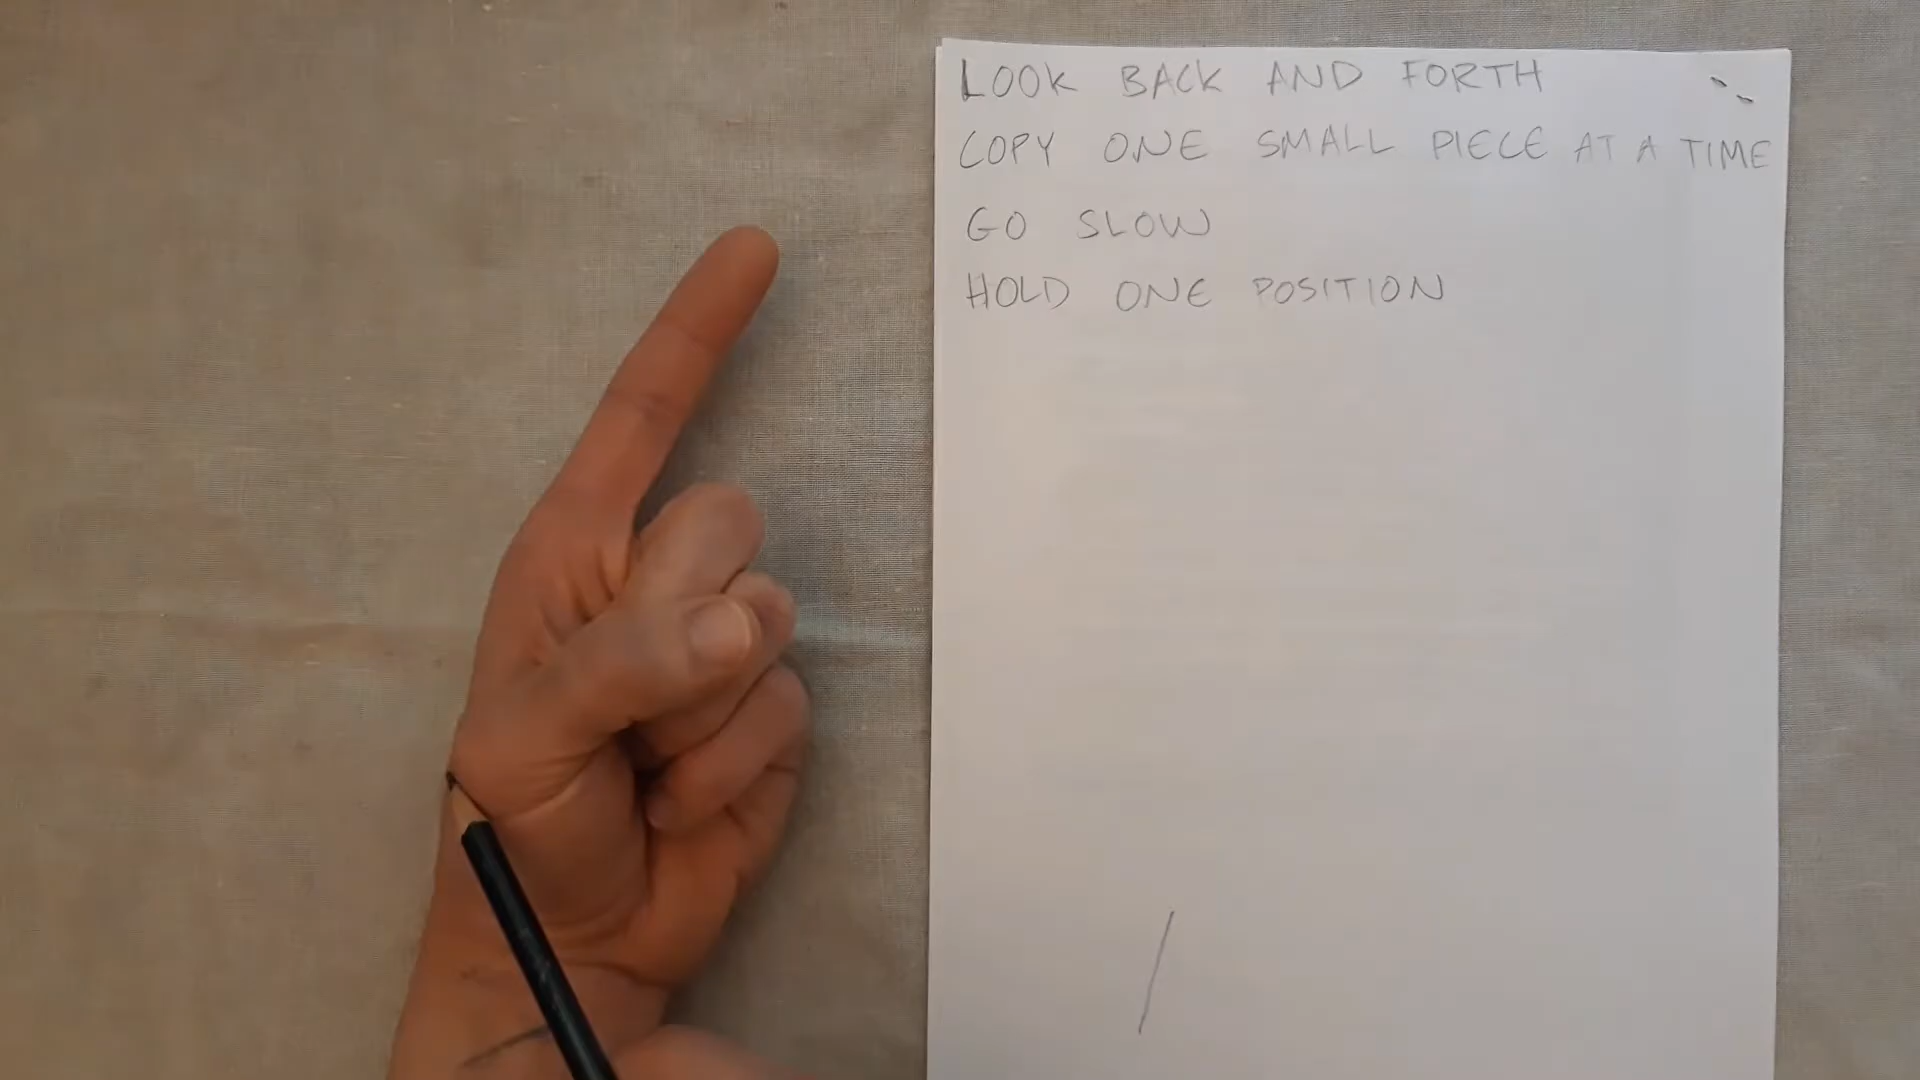 LOOK BACK AND FORTH
COPY ONE SMALL PIECE AT A TIME
GO SLOW
HOLD ONE POSITION